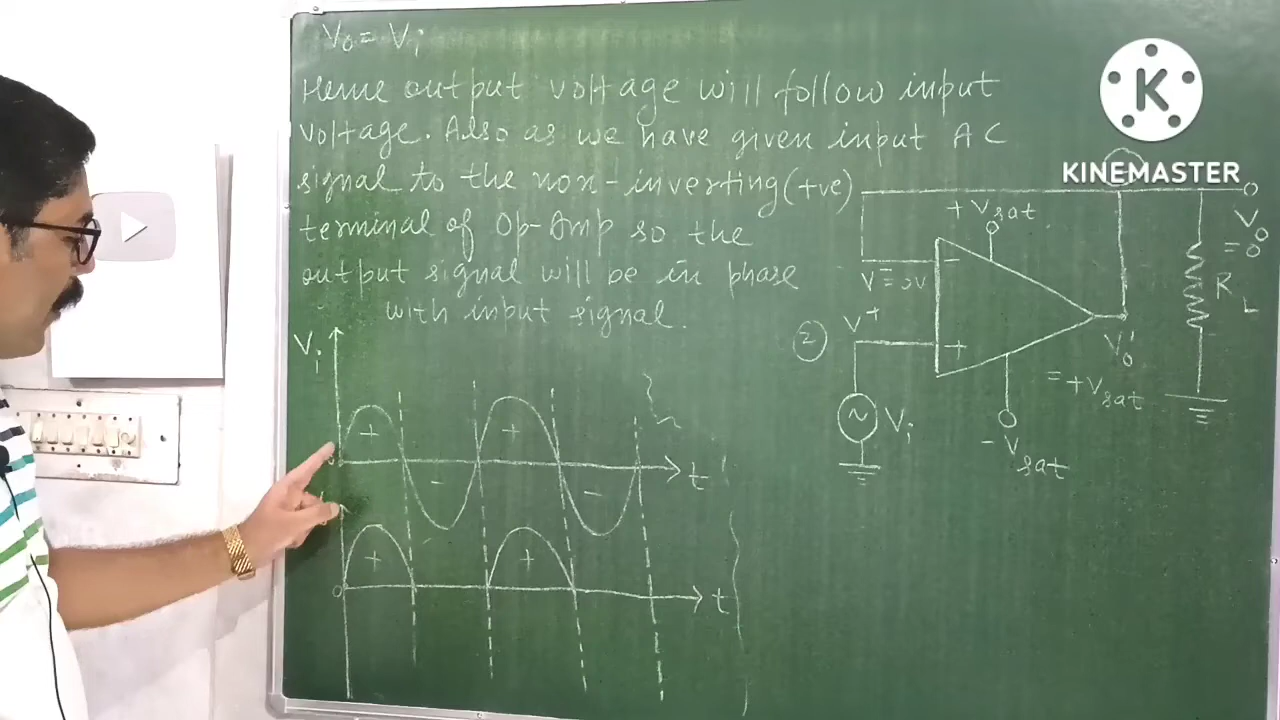 V₀ = Vᵢ
Hence output voltage will follow input
voltage. Also as we have given input AC
signal to the non-inverting (+ve)
terminal of Op-Amp so the
output signal will be in phase
with input signal.
Vᵢ
+
-
+
-
t
0
+
+
t
K
KINEMASTER
+Vsat
V₀
= 0
V⁻ = 0V
-
R
L
②
V⁺
+
V₀'
= +Vsat
~
Vᵢ
-Vsat